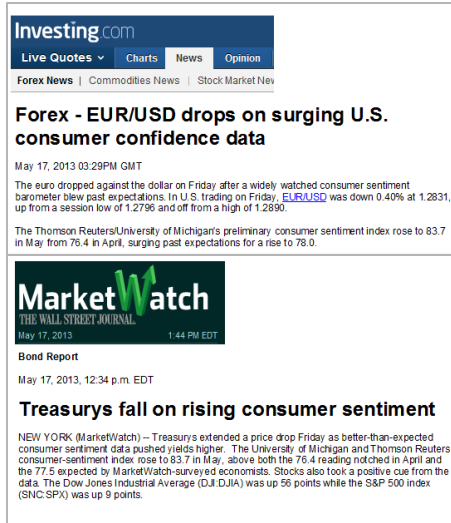 Investing.com
Live Quotes Charts News Opinion
Forex News | Commodities News | Stock Market New
Forex - EUR/USD drops on surging U.S.
consumer confidence data
May 17, 2013 03:29PM GMT
The euro dropped against the dollar on Friday after a widely watched consumer sentiment
barometer blew past expectations. In U.S. trading on Friday, EUR/USD was down 0.40% at 1.2831,
up from a session low of 1.2796 and off from a high of 1.2890.
The Thomson Reuters/University of Michigan's preliminary consumer sentiment index rose to 83.7
in May from 76.4 in April, surging past expectations for a rise to 78.0.
MarketWatch
THE WALL STREET JOURNAL.
May 17, 2013 1:44 PM EDT
Bond Report
May 17, 2013, 12:34 p.m. EDT
Treasurys fall on rising consumer sentiment
NEW YORK (MarketWatch) -- Treasurys extended a price drop Friday as better-than-expected
consumer sentiment data pushed yields higher. The University of Michigan and Thomson Reuters
consumer-sentiment index rose to 83.7 in May, above both the 76.4 reading notched in April and
the 77.5 expected by MarketWatch-surveyed economists. Stocks also took a positive cue from the
data. The Dow Jones Industrial Average (DJI:DJIA) was up 56 points while the S&P 500 index
(SNC:SPX) was up 9 points.